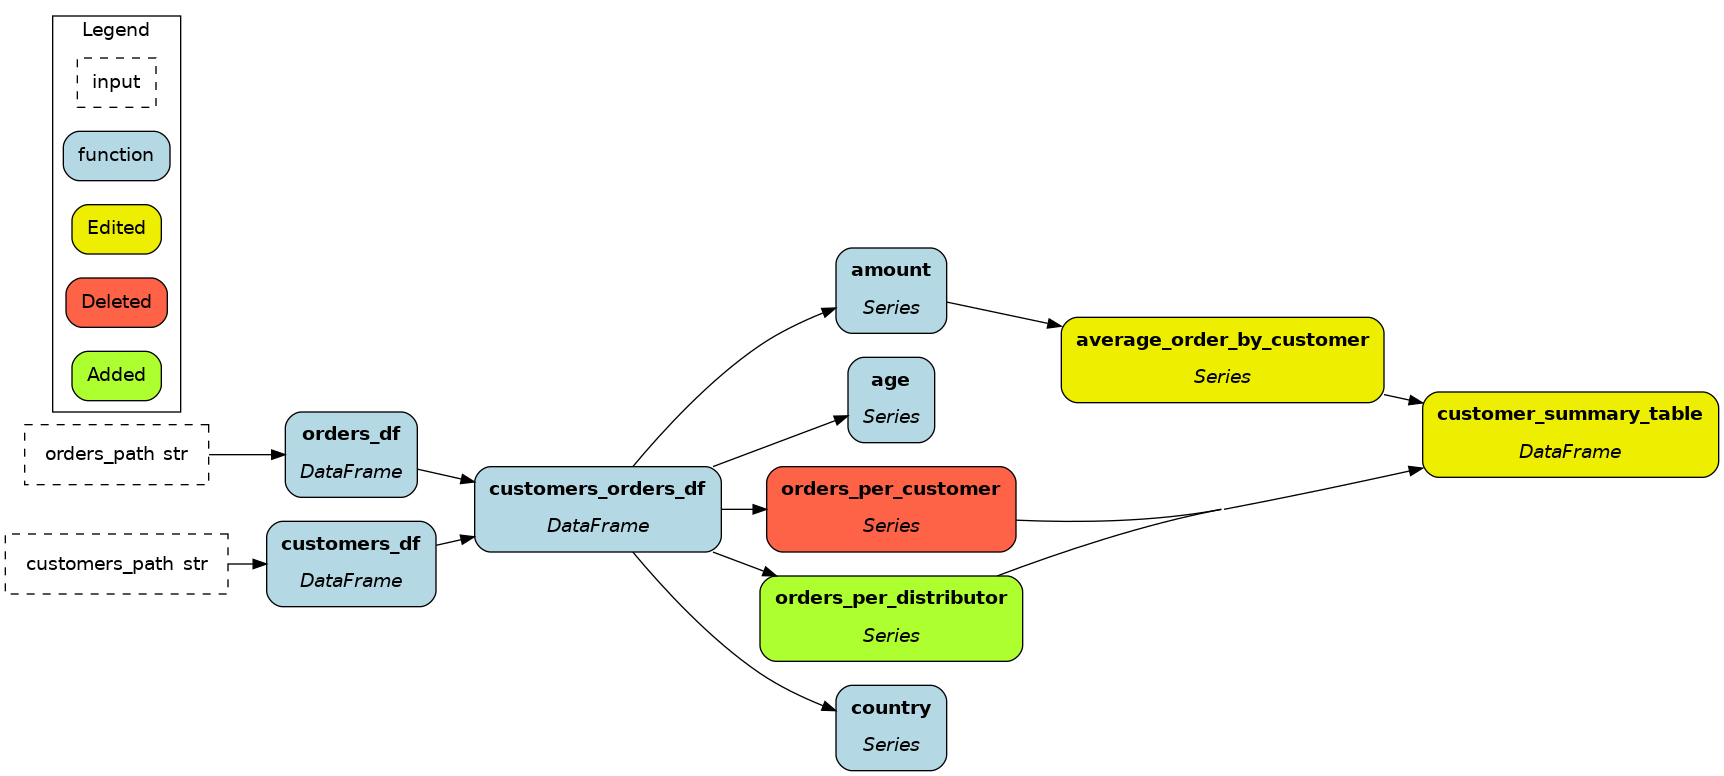 Legend
input
function
Edited
Deleted
Added
orders_path str
customers_path str
orders_df
DataFrame
customers_df
DataFrame
customers_orders_df
DataFrame
amount
Series
age
Series
orders_per_customer
Series
orders_per_distributor
Series
country
Series
average_order_by_customer
Series
customer_summary_table
DataFrame